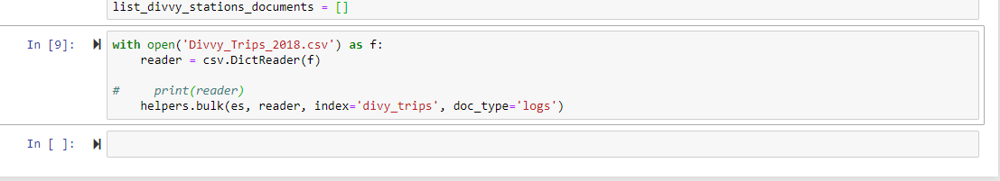 list_divvy_stations_documents = []
In [9]:
with open('Divvy_Trips_2018.csv') as f:
    reader = csv.DictReader(f)
#     print(reader)
    helpers.bulk(es, reader, index='divy_trips', doc_type='logs')
In [ ]: